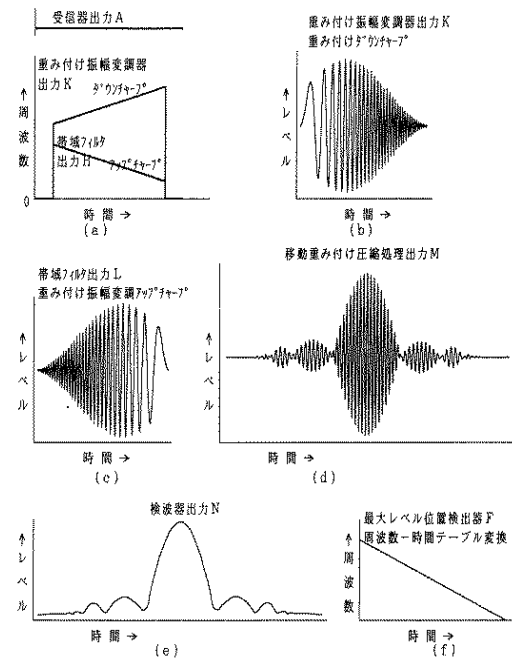 受信器出力A
重み付け振幅変調器
出力K
ダウンチャープ
帯域フィルタ
出力H
アップチャープ
↑周波数
0
時間→
(a)
重み付け振幅変調器出力K
重み付けダウンチャープ
↑レベル
時間→
(b)
帯域フィルタ出力L
重み付け振幅変調アップチャープ
↑レベル
時間→
(c)
移動重み付け圧縮処理出力M
↑レベル
時間→
(d)
検波器出力N
↑レベル
時間→
(e)
最大レベル位置検出器F
周波数ー時間テーブル変換
↑周波数
時間→
(f)